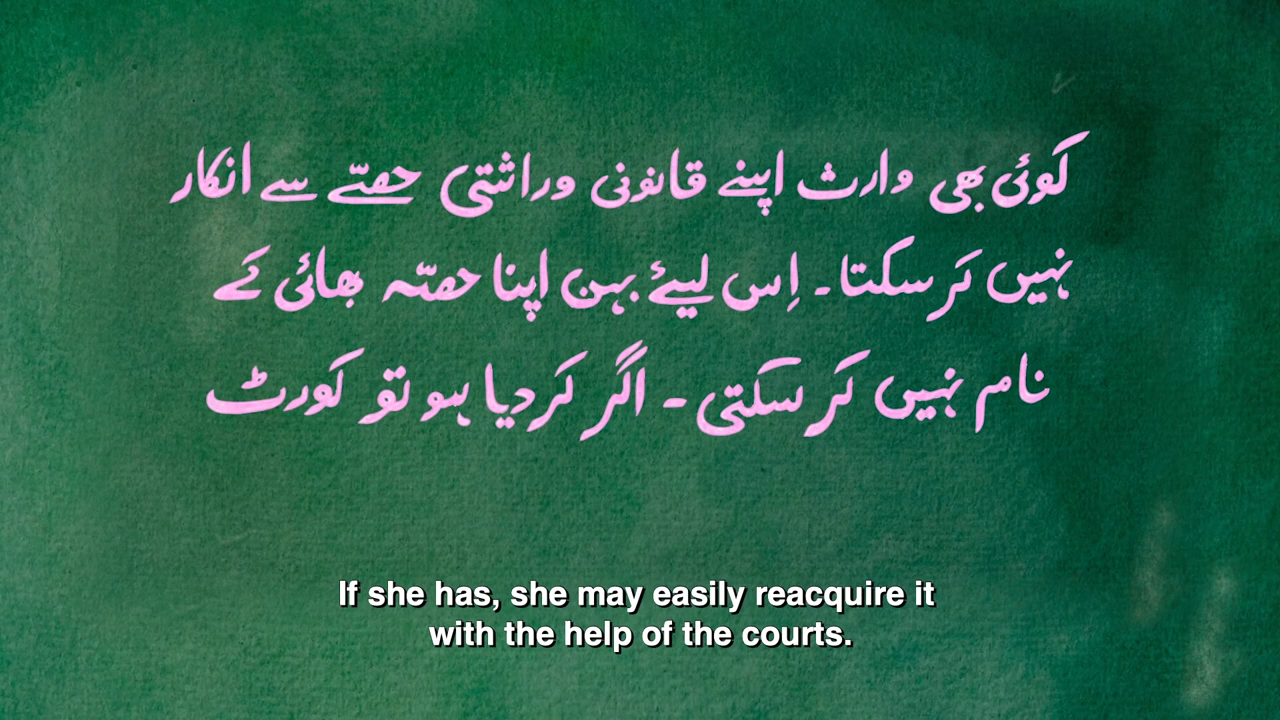 کوئی بھی وارث اپنے قانونی وراثتی حصّے سے انکار
نہیں کر سکتا۔ اِس لیئے بہن اپنا حصّہ بھائی کے
نام نہیں کر سکتی - اگر کر دیا ہو تو کورٹ
If she has, she may easily reacquire it
with the help of the courts.